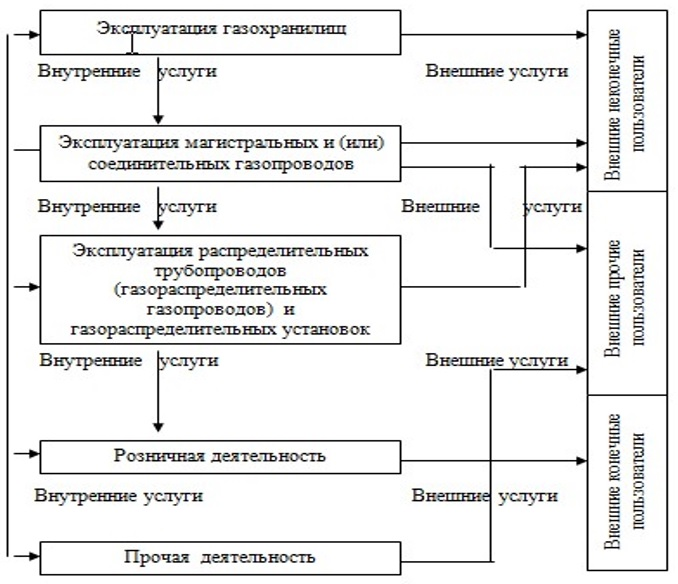 Эксплуатация газохранилищ
Внутренние услуги
Внешние услуги
Эксплуатация магистральных и (или)
соединительных газопроводов
Внутренние услуги
Внешние услуги
Эксплуатация распределительных
трубопроводов
(газораспределительных
газопроводов) и
газораспределительных установок
Внутренние услуги
Внешние услуги
Розничная деятельность
Внутренние услуги
Внешние услуги
Прочая деятельность
Внешние неконечные
пользователи
Внешние прочие
пользователи
Внешние конечные
пользователи